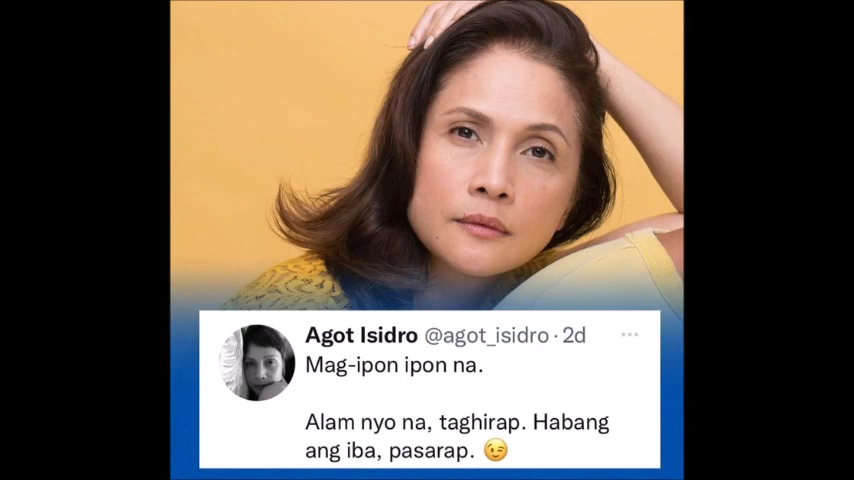 Agot Isidro @agot_isidro · 2d
Mag-ipon ipon na.
Alam nyo na, taghirap. Habang
ang iba, pasarap. 😉